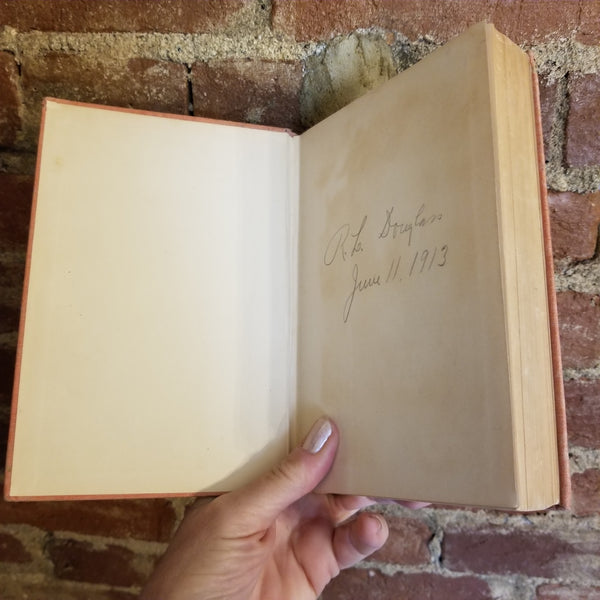 R. L. Douglass
June 11, 1913